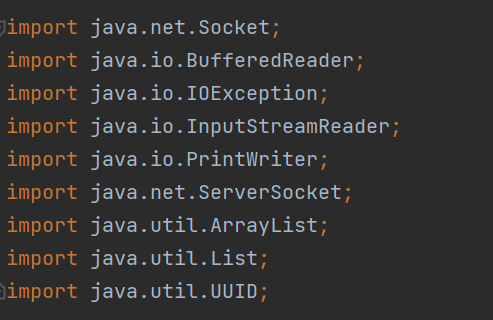 import java.net.Socket;
import java.io.BufferedReader;
import java.io.IOException;
import java.io.InputStreamReader;
import java.io.PrintWriter;
import java.net.ServerSocket;
import java.util.ArrayList;
import java.util.List;
import java.util.UUID;